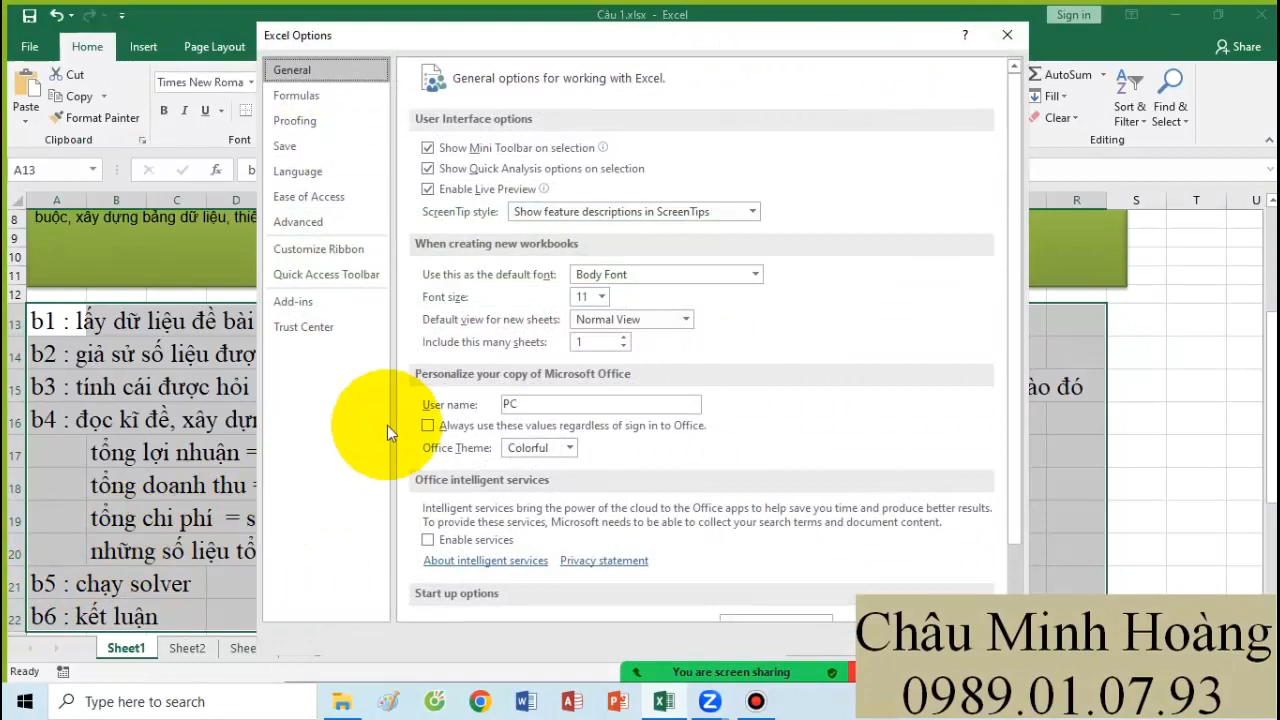 Câu 1.xlsx - Excel
Sign in
File
Home
Insert
Page Layout
Share
Paste
Cut
Copy
Format Painter
Clipboard
Times New Roma
B
I
U
Font
AutoSum
Fill
Clear
Sort &
Filter
Find &
Select
Editing
A13
fx
A
B
C
D
R
S
T
U
8
9
10
11
12
13
14
15
16
17
18
19
20
21
22
buộc, xây dựng bảng dữ liệu, thiế
b1 : lấy dữ liệu đề bài
b2 : giả sử số liệu đượ
b3 : tính cái được hỏi
ào đó
b4 : đọc kĩ đề, xây dựn
tổng lợi nhuận =
tổng doanh thu =
tổng chi phí = s
những số liệu tổ
b5 : chạy solver
b6 : kết luận
Excel Options
?
General
Formulas
Proofing
Save
Language
Ease of Access
Advanced
Customize Ribbon
Quick Access Toolbar
Add-ins
Trust Center
General options for working with Excel.
User Interface options
Show Mini Toolbar on selection
Show Quick Analysis options on selection
Enable Live Preview
ScreenTip style: Show feature descriptions in ScreenTips
When creating new workbooks
Use this as the default font: Body Font
Font size: 11
Default view for new sheets: Normal View
Include this many sheets: 1
Personalize your copy of Microsoft Office
User name: PC
Always use these values regardless of sign in to Office.
Office Theme: Colorful
Office intelligent services
Intelligent services bring the power of the cloud to the Office apps to help save you time and produce better results.
To provide these services, Microsoft needs to be able to collect your search terms and document content.
Enable services
About intelligent services Privacy statement
Start up options
Sheet1
Sheet2
Shee
Ready
You are screen sharing
Type here to search
Châu Minh Hoàng
0989.01.07.93